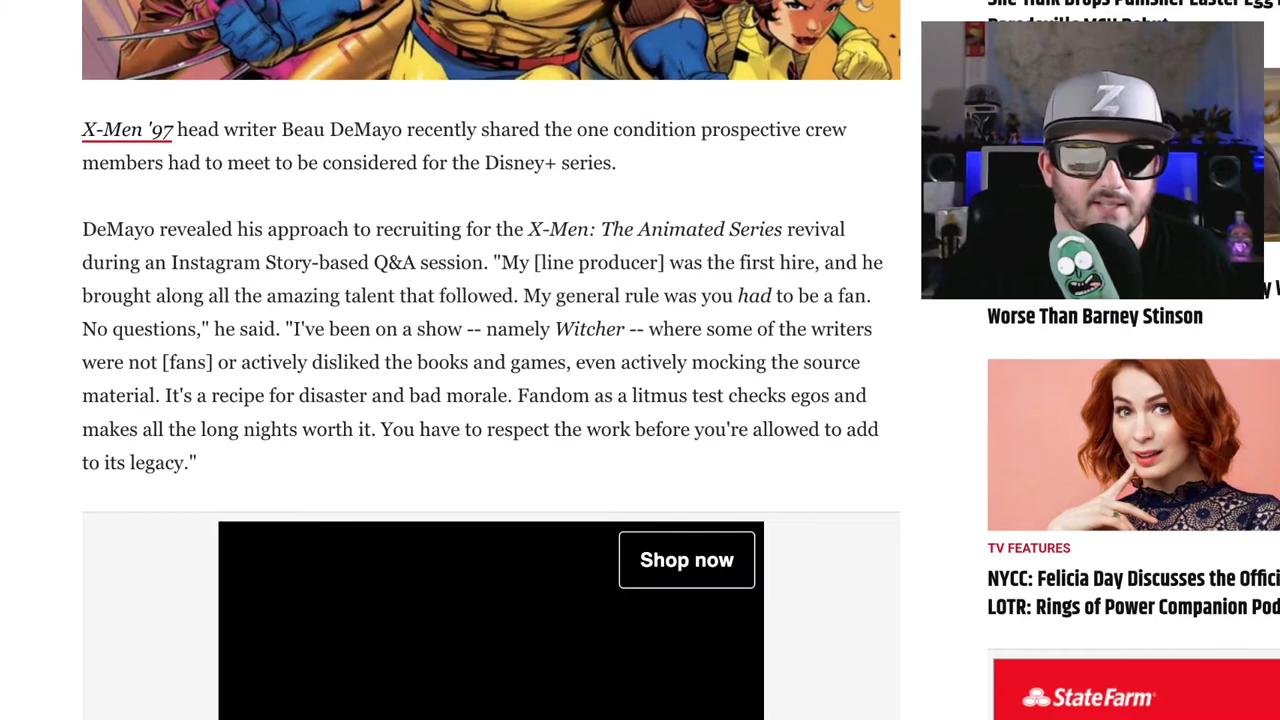 She-Hulk Drops Punisher Easter Egg
X-Men '97 head writer Beau DeMayo recently shared the one condition prospective crew
members had to meet to be considered for the Disney+ series.
DeMayo revealed his approach to recruiting for the X-Men: The Animated Series revival
during an Instagram Story-based Q&A session. "My [line producer] was the first hire, and he
brought along all the amazing talent that followed. My general rule was you had to be a fan.
No questions," he said. "I've been on a show -- namely Witcher -- where some of the writers
were not [fans] or actively disliked the books and games, even actively mocking the source
material. It's a recipe for disaster and bad morale. Fandom as a litmus test checks egos and
makes all the long nights worth it. You have to respect the work before you're allowed to add
to its legacy."
Shop now
Z
Worse Than Barney Stinson
TV FEATURES
NYCC: Felicia Day Discusses the Offici
LOTR: Rings of Power Companion Pod
StateFarm